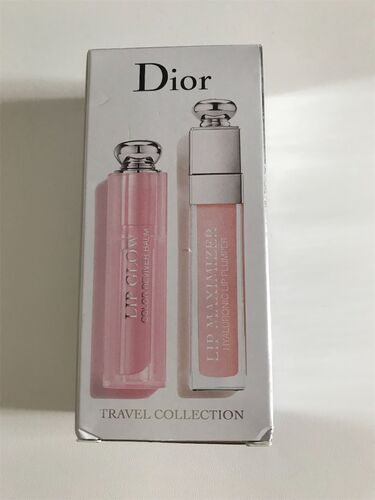 Dior
LIP GLOW
COLOR REVIVER BALM
LIP MAXIMIZER
HYALURONIC LIP PLUMPER
TRAVEL COLLECTION